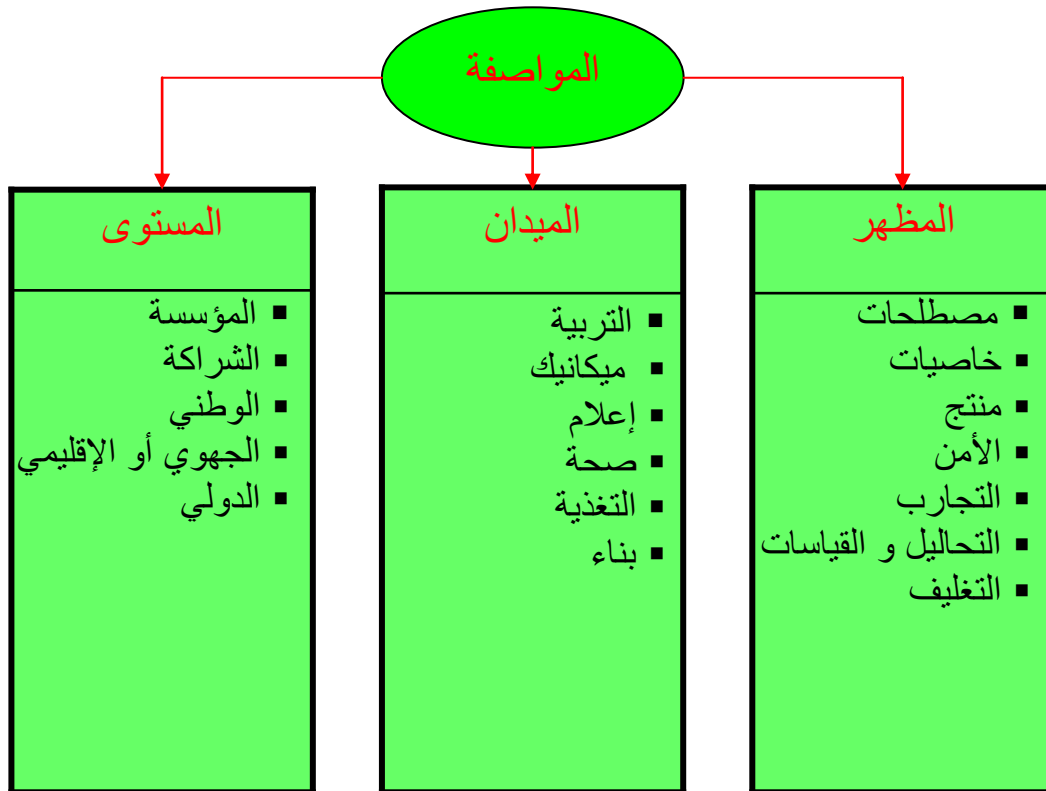 المواصفة
المظهر
▪ مصطلحات
▪ خاصيات
▪ منتج
▪ الأمن
▪ التجارب
▪ التحاليل و القياسات
▪ التغليف
الميدان
▪ التربية
▪ ميكانيك
▪ إعلام
▪ صحة
▪ التغذية
▪ بناء
المستوى
▪ المؤسسة
▪ الشراكة
▪ الوطني
▪ الجهوي أو الإقليمي
▪ الدولي